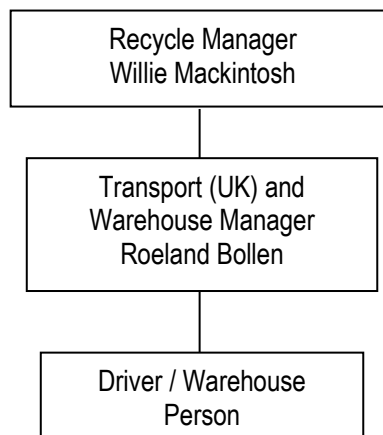 Recycle Manager
Willie Mackintosh
Transport (UK) and
Warehouse Manager
Roeland Bollen
Driver / Warehouse
Person